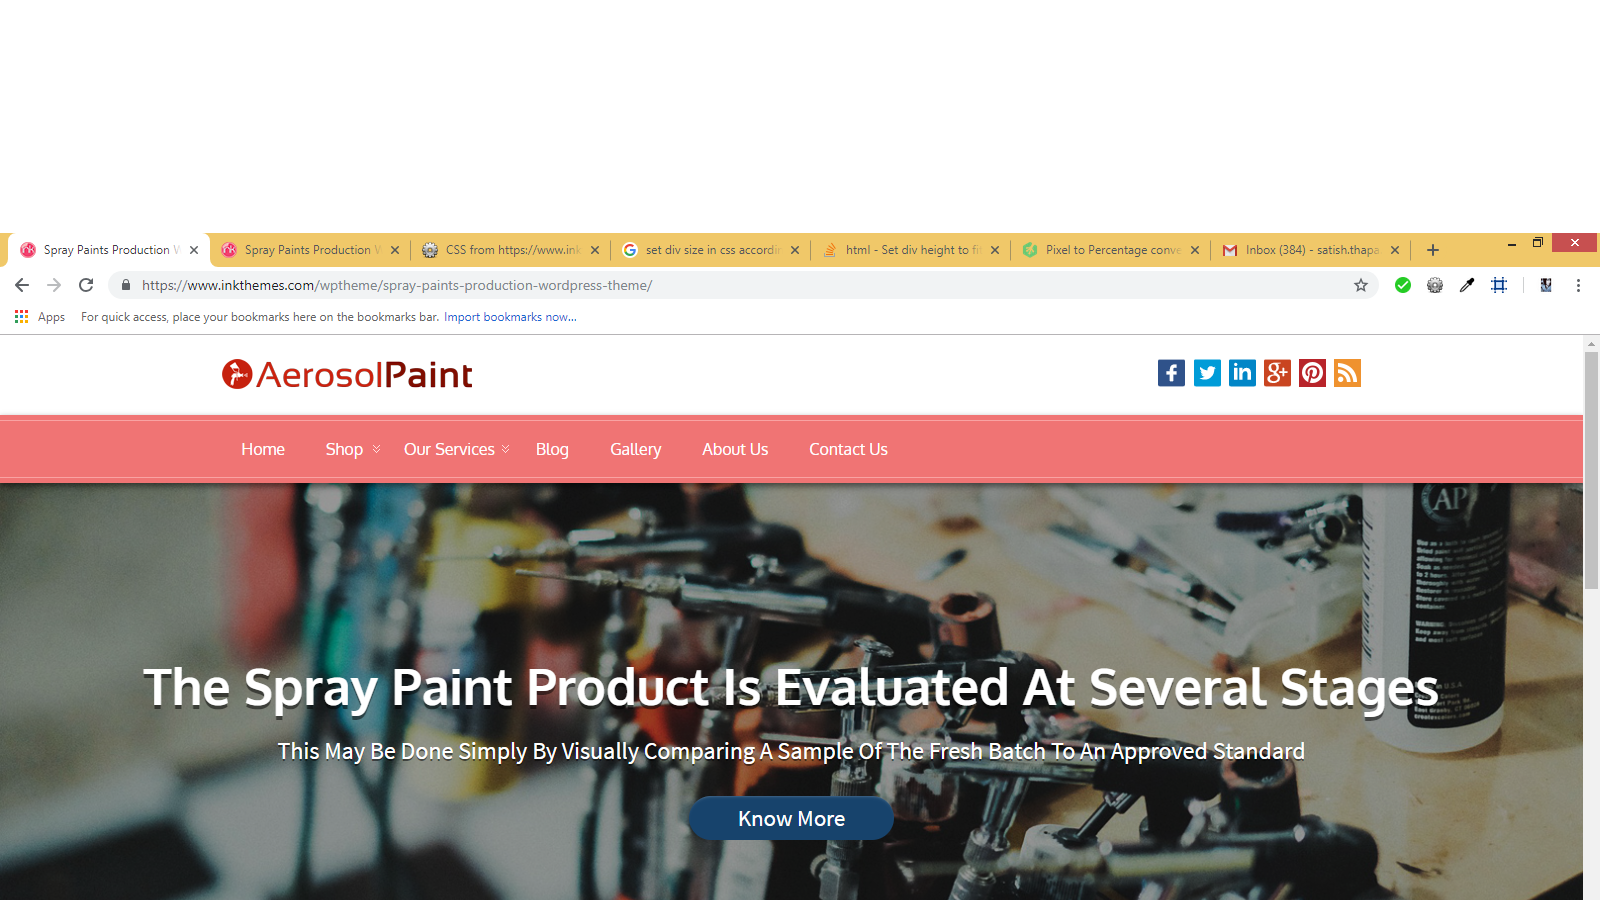 Spray Paints Production W
Spray Paints Production W
CSS from https://www.ink
set div size in css accordin
html - Set div height to fit
Pixel to Percentage conve
Inbox (384) - satish.thapa
https://www.inkthemes.com/wptheme/spray-paints-production-wordpress-theme/
Apps
For quick access, place your bookmarks here on the bookmarks bar. Import bookmarks now...
AerosolPaint
Home
Shop
Our Services
Blog
Gallery
About Us
Contact Us
AP
The Spray Paint Product Is Evaluated At Several Stages
This May Be Done Simply By Visually Comparing A Sample Of The Fresh Batch To An Approved Standard
Know More